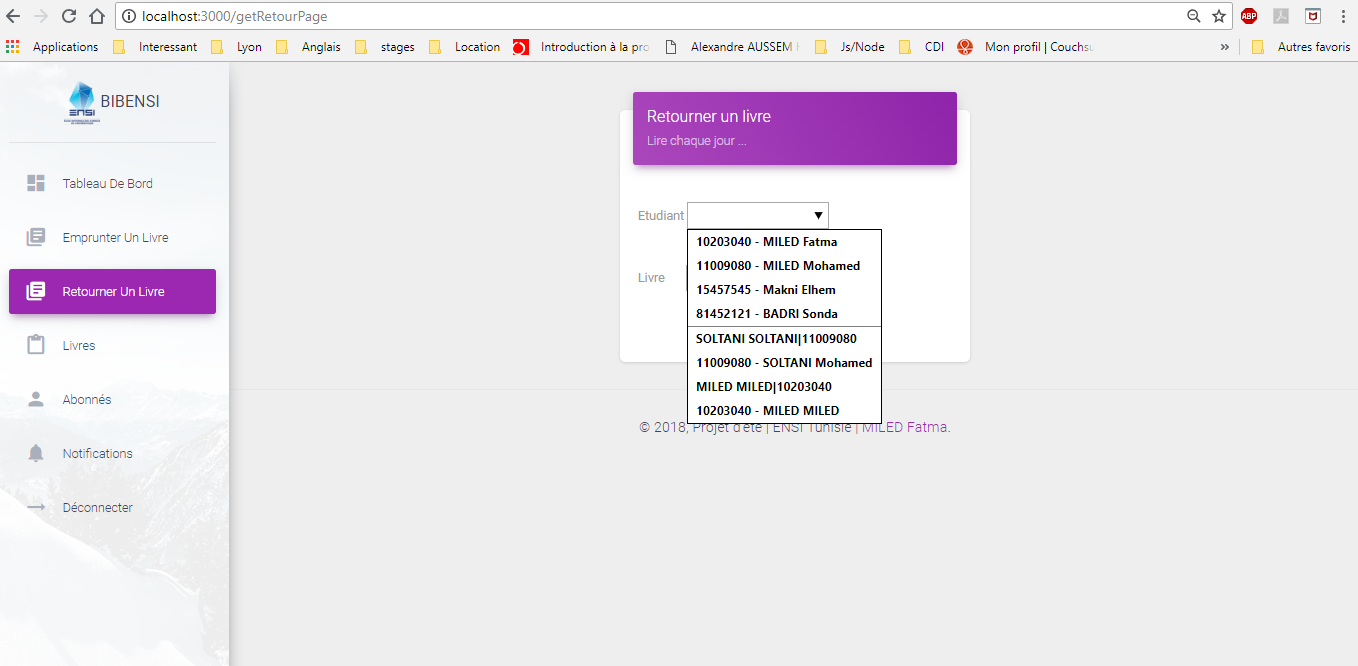 localhost:3000/getRetourPage
ABP
Applications
Interessant
Lyon
Anglais
stages
Location
Introduction à la pro
Alexandre AUSSEM
Js/Node
CDI
Mon profil | Couchsu
»
Autres favoris
ENSI
BIBENSI
Tableau De Bord
Emprunter Un Livre
Retourner Un Livre
Livres
Abonnés
Notifications
Déconnecter
Retourner un livre
Lire chaque jour ...
Etudiant
10203040 - MILED Fatma
11009080 - MILED Mohamed
15457545 - Makni Elhem
81452121 - BADRI Sonda
SOLTANI SOLTANI|11009080
11009080 - SOLTANI Mohamed
MILED MILED|10203040
10203040 - MILED MILED
Livre
© 2018, Projet d'été | ENSI Tunisie | MILED Fatma.